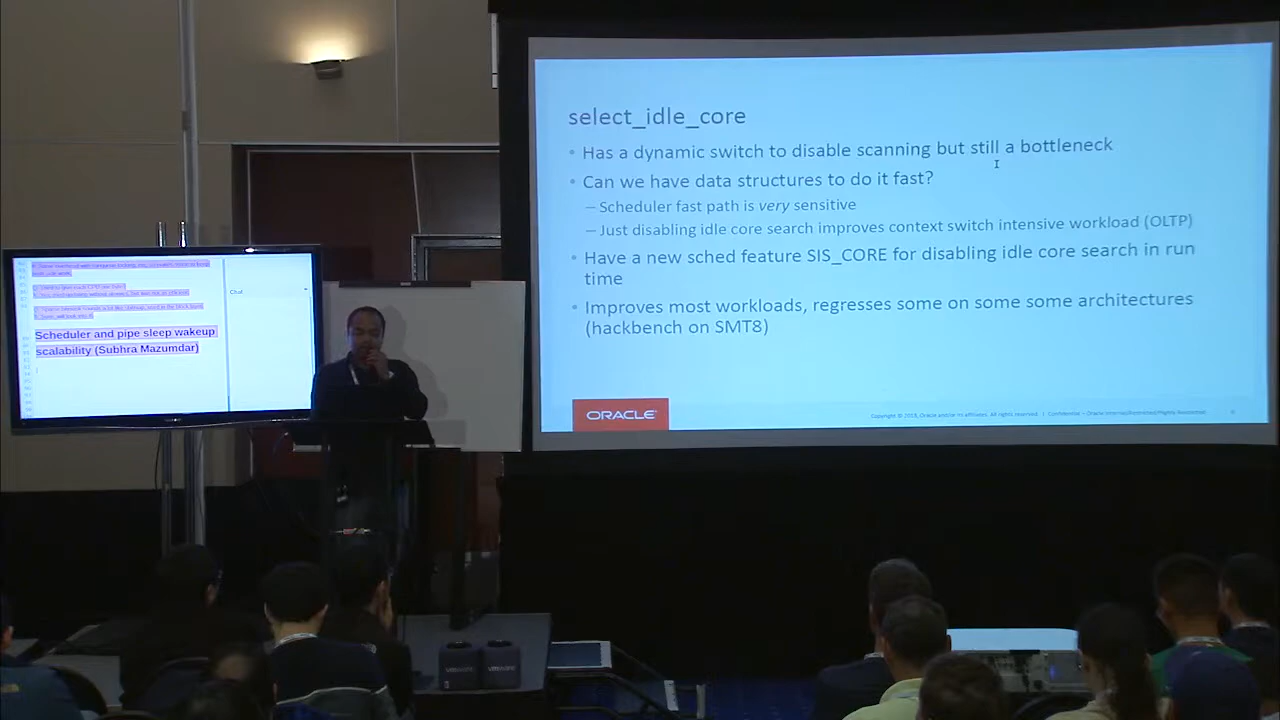 select_idle_core
• Has a dynamic switch to disable scanning but still a bottleneck
• Can we have data structures to do it fast?
– Scheduler fast path is very sensitive
– Just disabling idle core search improves context switch intensive workload (OLTP)
• Have a new sched feature SIS_CORE for disabling idle core search in run
time
• Improves most workloads, regresses some on some some architectures
(hackbench on SMT8)
ORACLE
Chat
Scheduler and pipe sleep wakeup
scalability (Subhra Mazumdar)
vmware
vmware